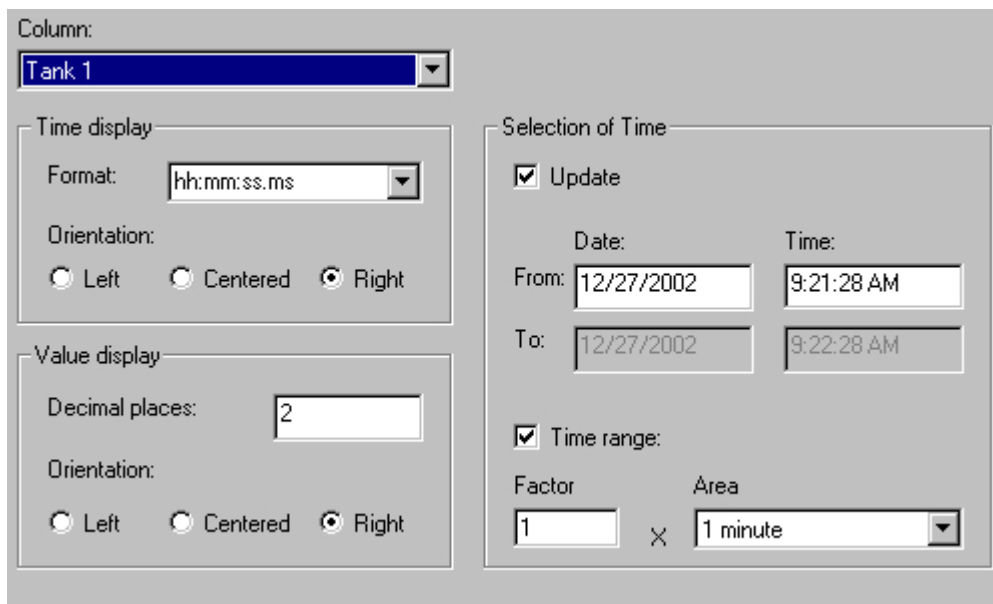 Column:
Tank 1
Time display
Format: hh:mm:ss.ms
Orientation:
Left Centered Right
Value display
Decimal places: 2
Orientation:
Left Centered Right
Selection of Time
Update
Date: Time:
From: 12/27/2002 9:21:28 AM
To: 12/27/2002 9:22:28 AM
Time range:
Factor Area
1 X 1 minute